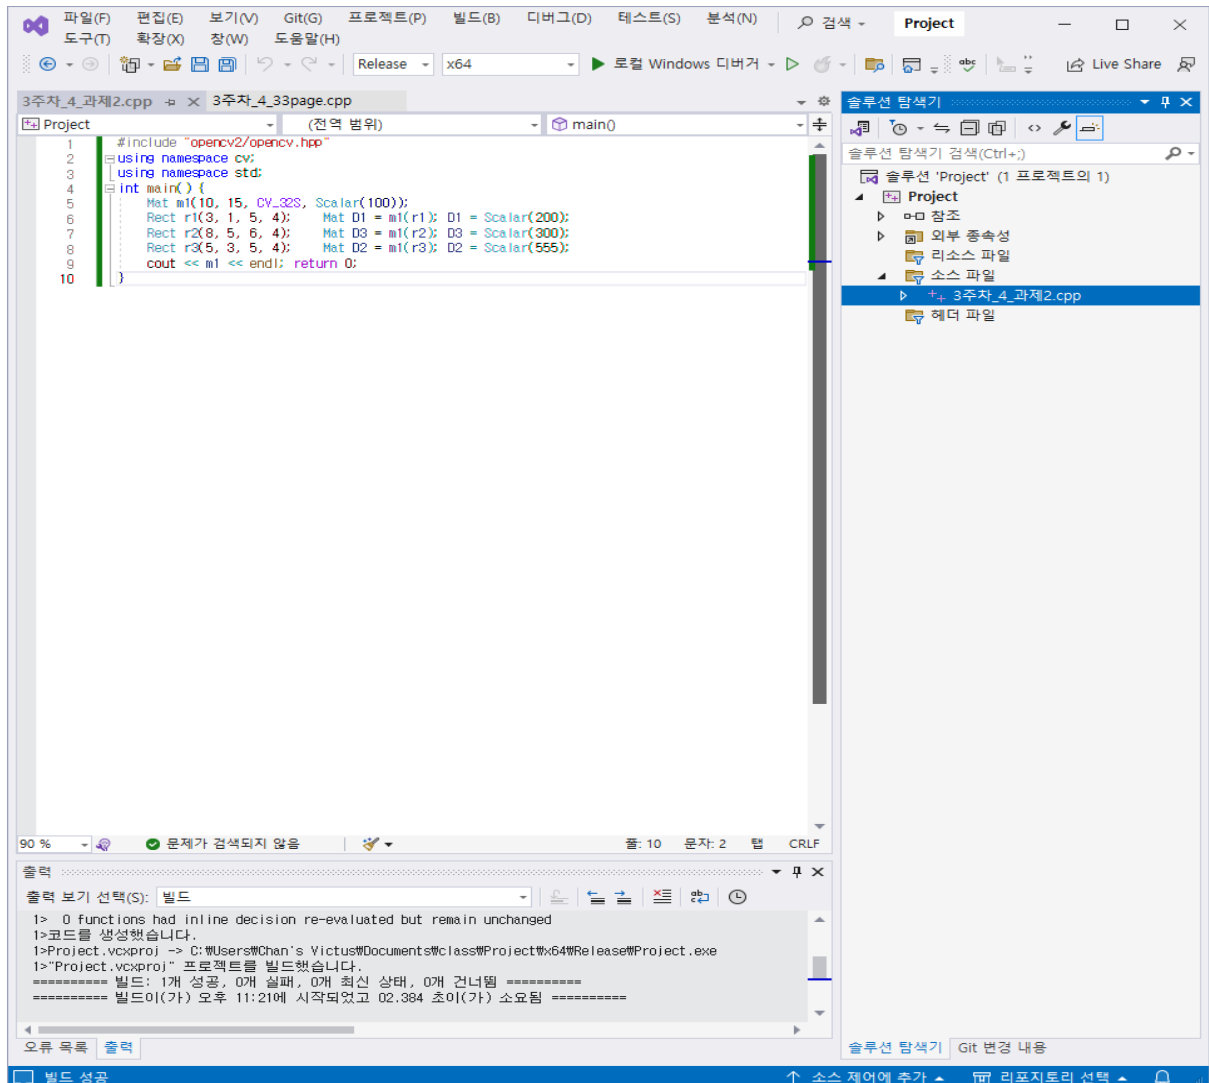 파일(F) 편집(E) 보기(V) Git(G) 프로젝트(P) 빌드(B) 디버그(D) 테스트(S) 분석(N) 검색 Project
도구(T) 확장(X) 창(W) 도움말(H)
Release x64 로컬 Windows 디버거 Live Share
3주차_4_과제2.cpp 3주차_4_33page.cpp
Project (전역 범위) main()
1 #include "opencv2/opencv.hpp"
2 using namespace cv;
3 using namespace std;
4 int main() {
5 Mat m1(10, 15, CV_32S, Scalar(100));
6 Rect r1(3, 1, 5, 4); Mat D1 = m1(r1); D1 = Scalar(200);
7 Rect r2(8, 5, 6, 4); Mat D3 = m1(r2); D3 = Scalar(300);
8 Rect r3(5, 3, 5, 4); Mat D2 = m1(r3); D2 = Scalar(555);
9 cout << m1 << endl; return 0;
10 }
90 % 문제가 검색되지 않음 줄: 10 문자: 2 탭 CRLF
출력
출력 보기 선택(S): 빌드
1> 0 functions had inline decision re-evaluated but remain unchanged
1>코드를 생성했습니다.
1>Project.vcxproj -> C:₩Users₩Chan's Victus₩Documents₩class₩Project₩x64₩Release₩Project.exe
1>"Project.vcxproj" 프로젝트를 빌드했습니다.
========== 빌드: 1개 성공, 0개 실패, 0개 최신 상태, 0개 건너뜀 ==========
========== 빌드이(가) 오후 11:21에 시작되었고 02.384 초이(가) 소요됨 ==========
오류 목록 출력
솔루션 탐색기
솔루션 탐색기 검색(Ctrl+;)
솔루션 'Project' (1 프로젝트의 1)
Project
참조
외부 종속성
리소스 파일
소스 파일
3주차_4_과제2.cpp
헤더 파일
솔루션 탐색기 Git 변경 내용
빌드 성공 소스 제어에 추가 리포지토리 선택